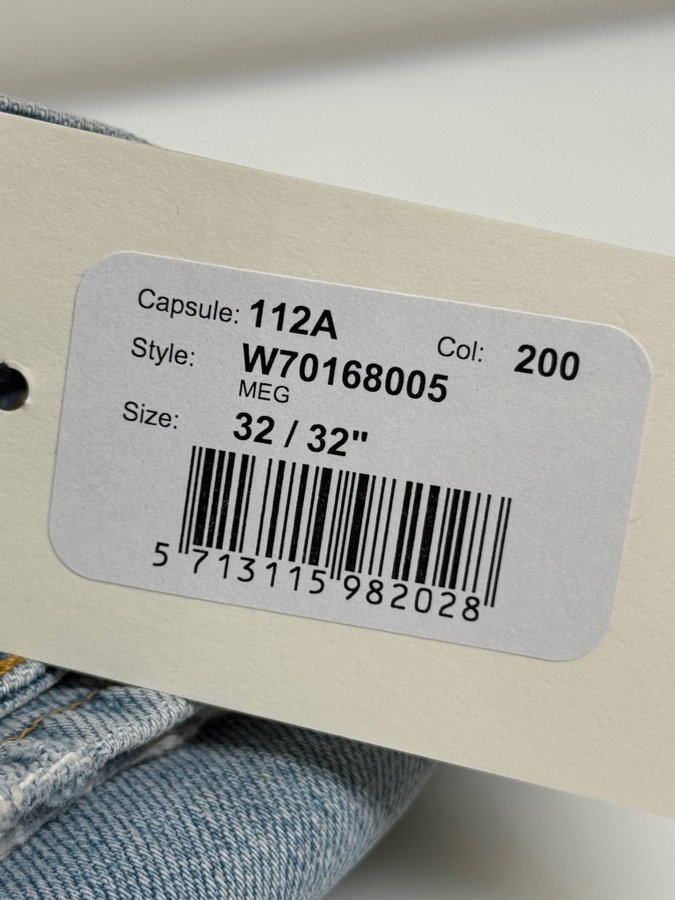 Capsule: 112A
Col: 200
Style: W70168005
MEG
Size: 32 / 32"
5 713115 982028